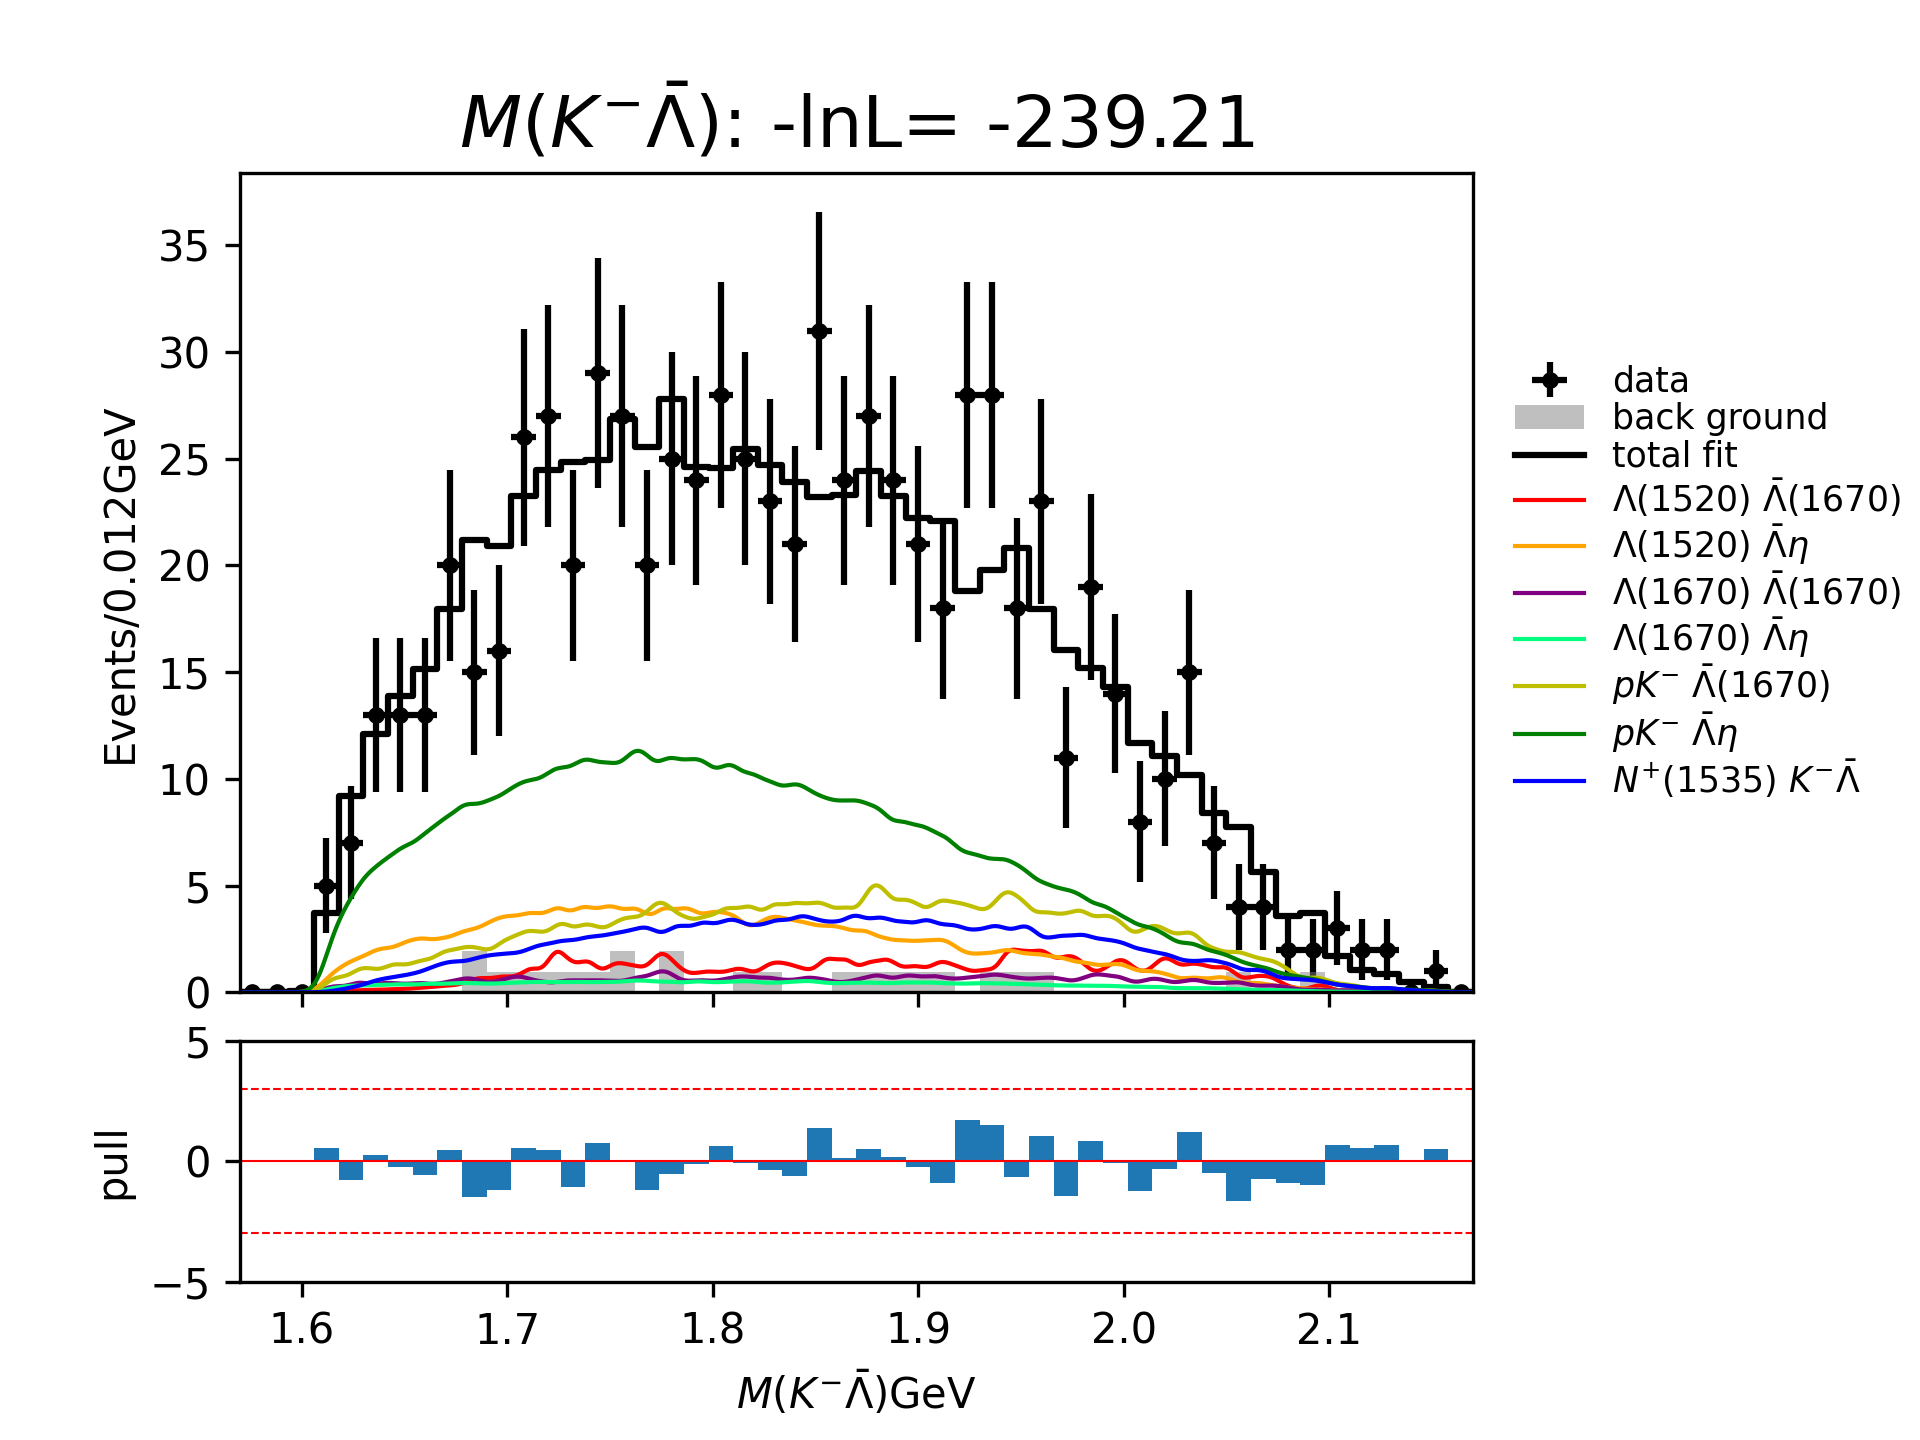 M(K⁻Λ̄): -lnL= -239.21
Events/0.012GeV
35
30
25
20
15
10
5
0
data
back ground
total fit
Λ(1520) Λ̄(1670)
Λ(1520) Λ̄η
Λ(1670) Λ̄(1670)
Λ(1670) Λ̄η
pK⁻ Λ̄(1670)
pK⁻ Λ̄η
N⁺(1535) K⁻Λ̄
pull
5
0
−5
1.6 1.7 1.8 1.9 2.0 2.1
M(K⁻Λ̄)GeV